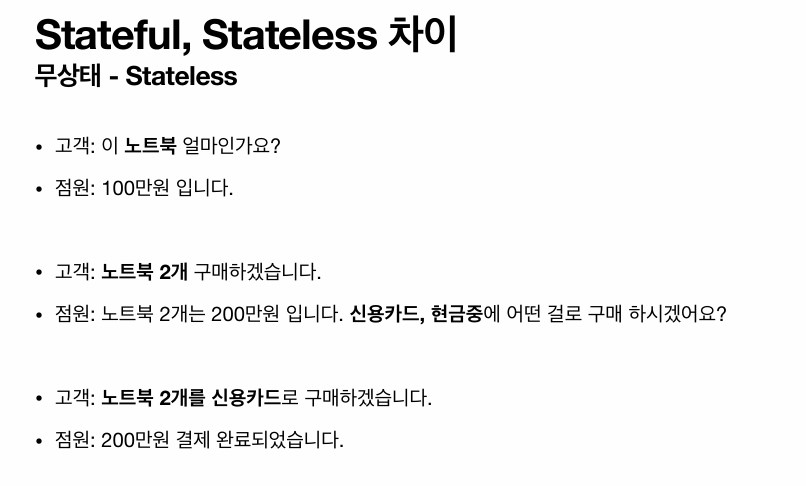 Stateful, Stateless 차이
무상태 - Stateless
• 고객: 이 노트북 얼마인가요?
• 점원: 100만원 입니다.
• 고객: 노트북 2개 구매하겠습니다.
• 점원: 노트북 2개는 200만원 입니다. 신용카드, 현금중에 어떤 걸로 구매 하시겠어요?
• 고객: 노트북 2개를 신용카드로 구매하겠습니다.
• 점원: 200만원 결제 완료되었습니다.